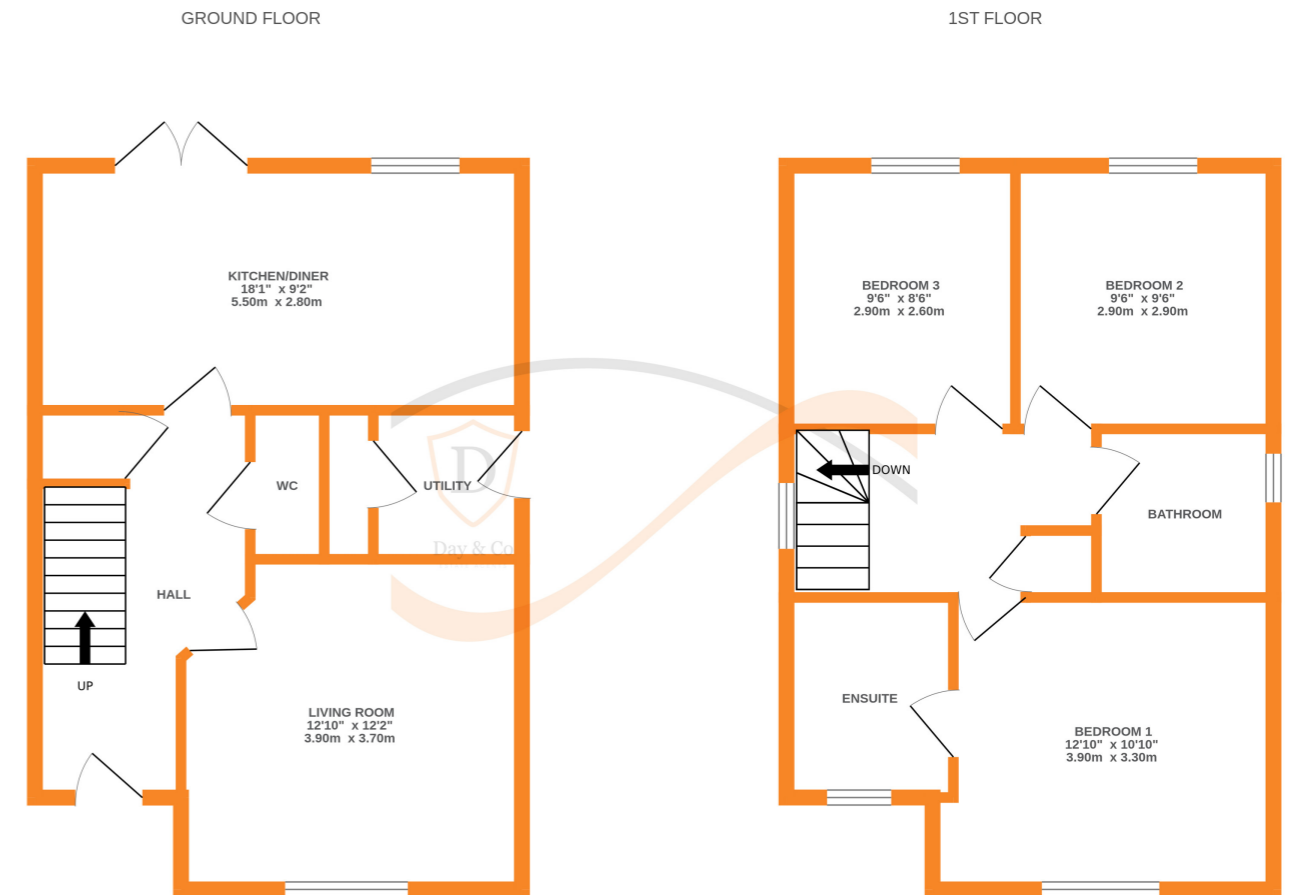 GROUND FLOOR
KITCHEN/DINER
18'1" x 9'2"
5.50m x 2.80m
WC
UTILITY
D
Day & Co
HALL
UP
LIVING ROOM
12'10" x 12'2"
3.90m x 3.70m
1ST FLOOR
BEDROOM 3
9'6" x 8'6"
2.90m x 2.60m
BEDROOM 2
9'6" x 9'6"
2.90m x 2.90m
DOWN
BATHROOM
ENSUITE
BEDROOM 1
12'10" x 10'10"
3.90m x 3.30m